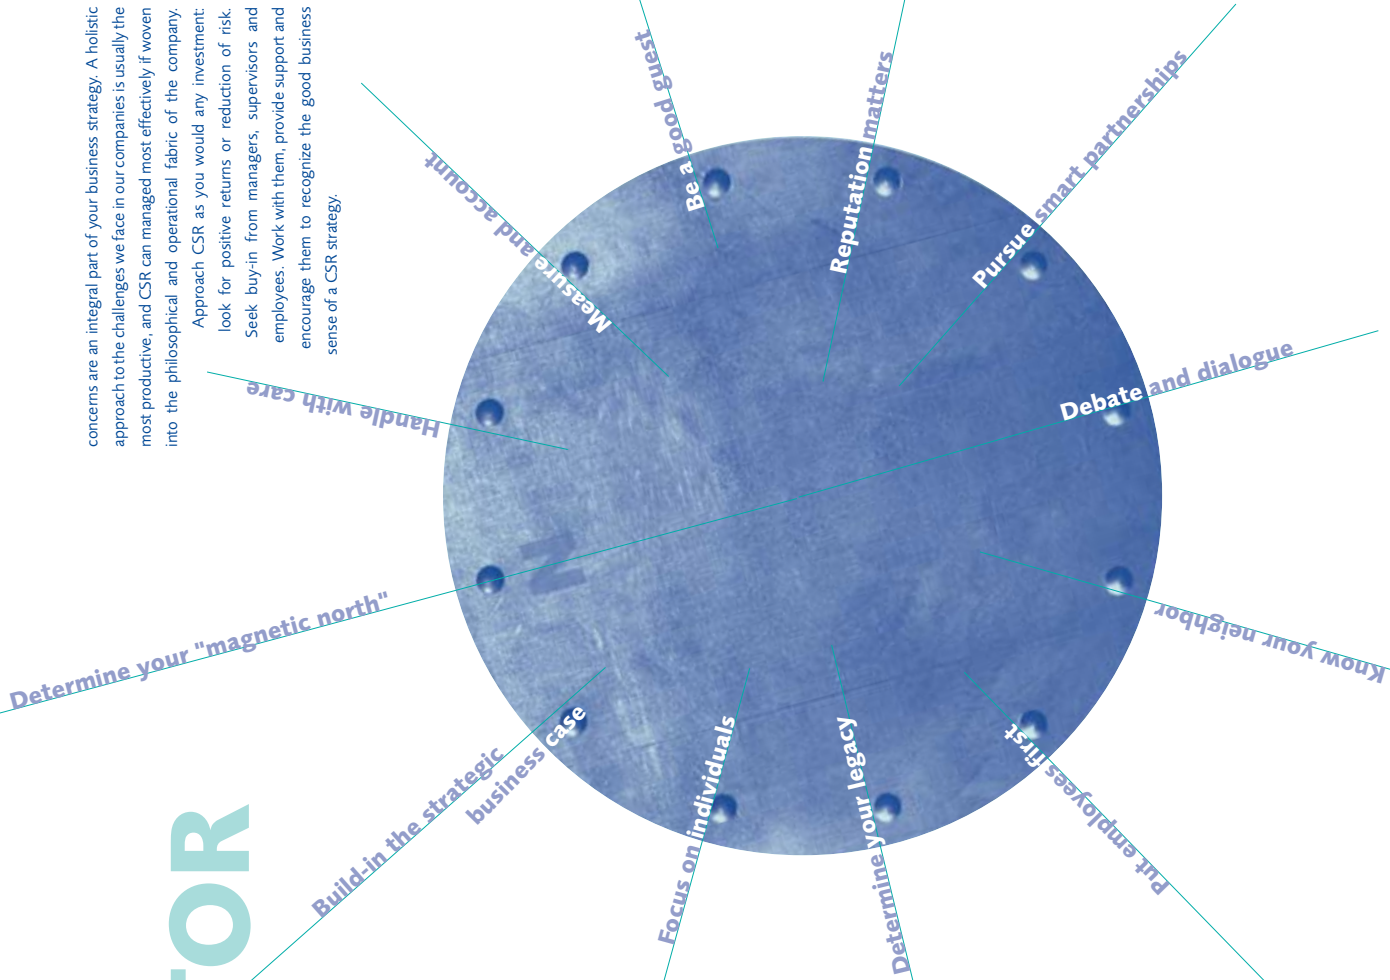 concerns are an integral part of your business strategy. A holistic
approach to the challenges we face in our companies is usually the
most productive, and CSR can managed most effectively if woven
into the philosophical and operational fabric of the company.
Approach CSR as you would any investment:
look for positive returns or reduction of risk.
Seek buy-in from managers, supervisors and
employees. Work with them, provide support and
encourage them to recognize the good business
sense of a CSR strategy.
TOR
Determine your "magnetic north"
Handle with care
Measure and account
Be a good guest
Reputation matters
Pursue smart partnerships
Debate and dialogue
Know your neighbor
Put employees first
Determine your legacy
Focus on individuals
Build-in the strategic
business case
N